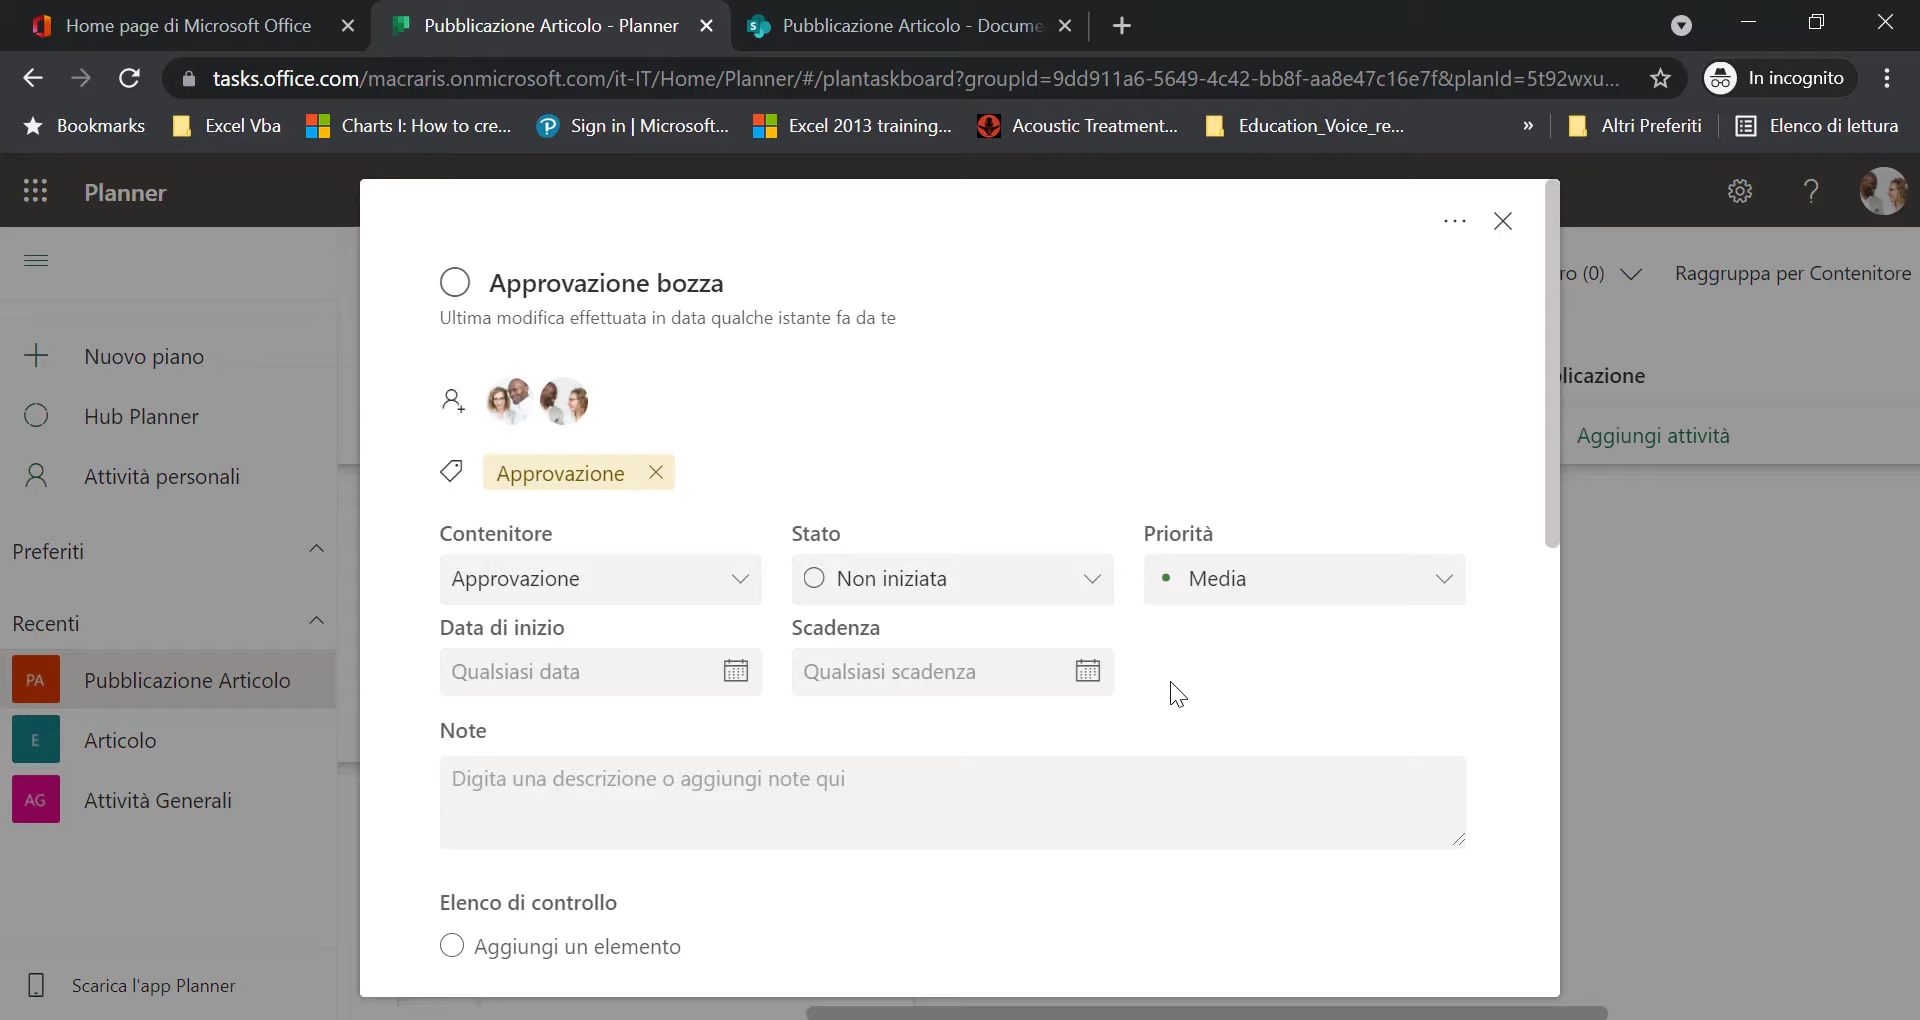 Home page di Microsoft Office
Pubblicazione Articolo - Planner
Pubblicazione Articolo - Docume
tasks.office.com/macraris.onmicrosoft.com/it-IT/Home/Planner/#/plantaskboard?groupId=9dd911a6-5649-4c42-bb8f-aa8e47c16e7f&planId=5t92wxu...
In incognito
Bookmarks
Excel Vba
Charts I: How to cre...
Sign in | Microsoft...
Excel 2013 training...
Acoustic Treatment...
Education_Voice_re...
»
Altri Preferiti
Elenco di lettura
Planner
Nuovo piano
Hub Planner
Attività personali
Preferiti
Recenti
PA Pubblicazione Articolo
E Articolo
AG Attività Generali
Scarica l'app Planner
Approvazione bozza
Ultima modifica effettuata in data qualche istante fa da te
Approvazione
Contenitore
Stato
Priorità
Approvazione
Non iniziata
Media
Data di inizio
Scadenza
Qualsiasi data
Qualsiasi scadenza
Note
Digita una descrizione o aggiungi note qui
Elenco di controllo
Aggiungi un elemento
ro (0)
Raggruppa per Contenitore
licazione
Aggiungi attività